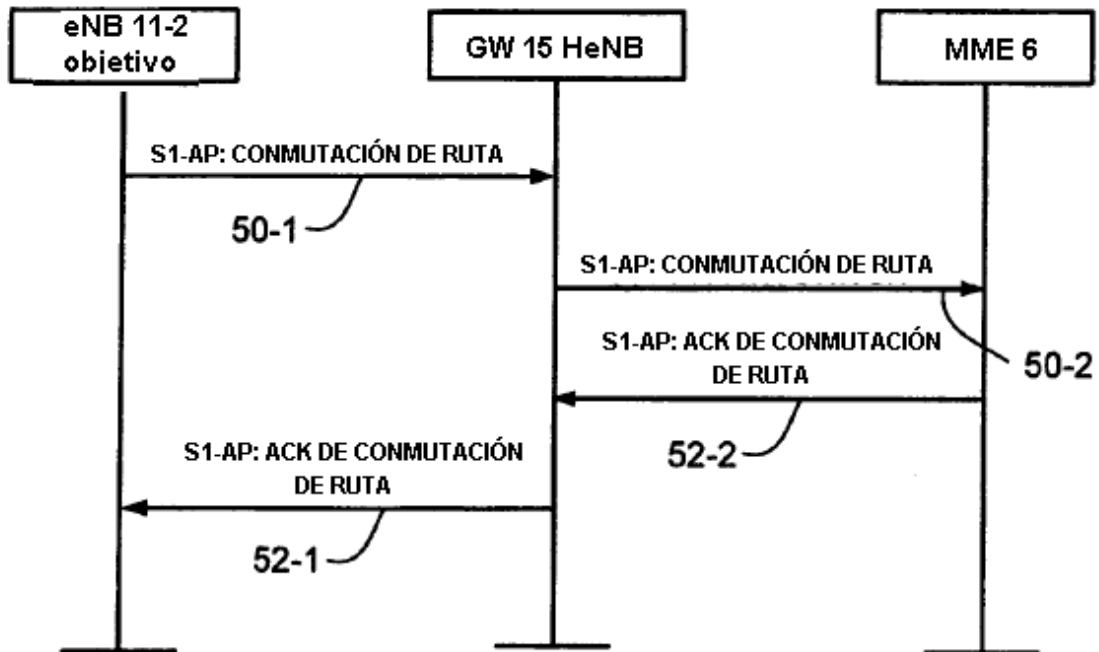 eNB 11-2
objetivo
GW 15 HeNB
MME 6
S1-AP: CONMUTACIÓN DE RUTA
50-1
S1-AP: CONMUTACIÓN DE RUTA
50-2
S1-AP: ACK DE CONMUTACIÓN
DE RUTA
52-2
S1-AP: ACK DE CONMUTACIÓN
DE RUTA
52-1